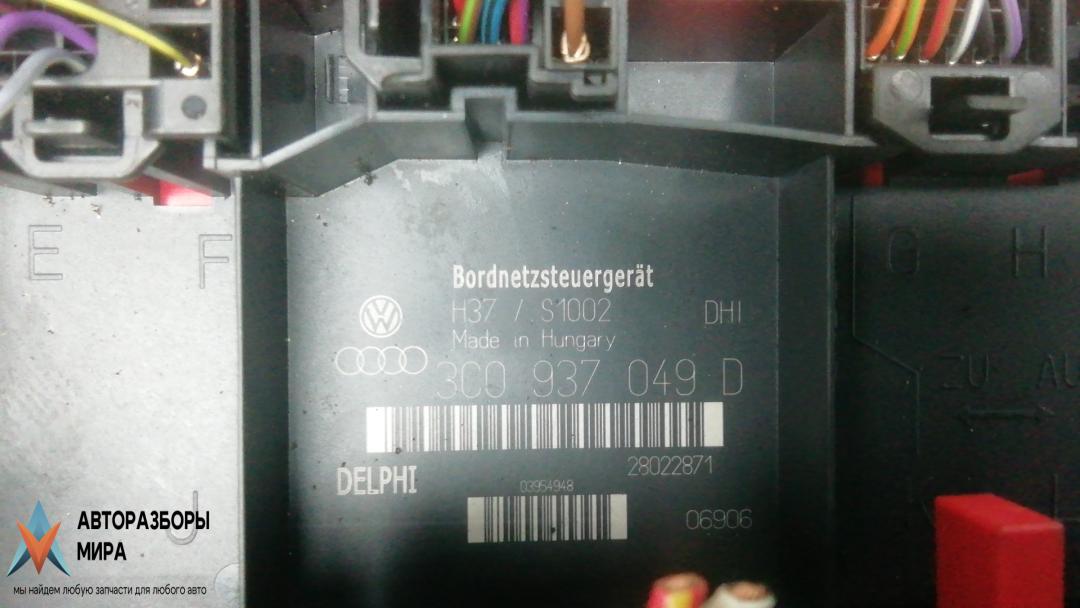 E F
G H
Bordnetzsteuergerät
H37 / S1002 DHI
Made in Hungary
3C0 937 049 D
ZU AU
28022871
DELPHI
03954948
06906
J
АВТОРАЗБОРЫ
МИРА
мы найдем любую запчасти для любого авто